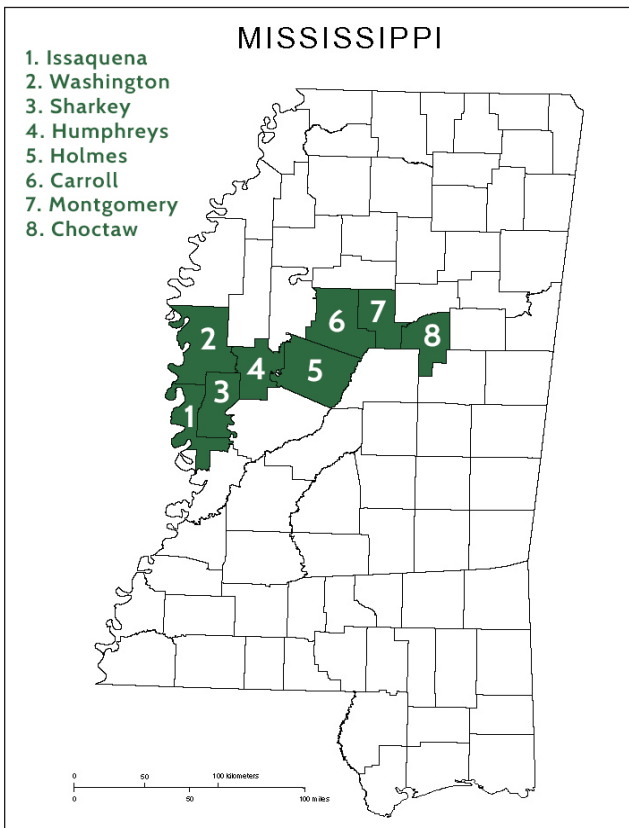 MISSISSIPPI
1. Issaquena
2. Washington
3. Sharkey
4. Humphreys
5. Holmes
6. Carroll
7. Montgomery
8. Choctaw
6
7
8
2
4
5
3
1
0 50 100 kilometers
0 50 100 miles